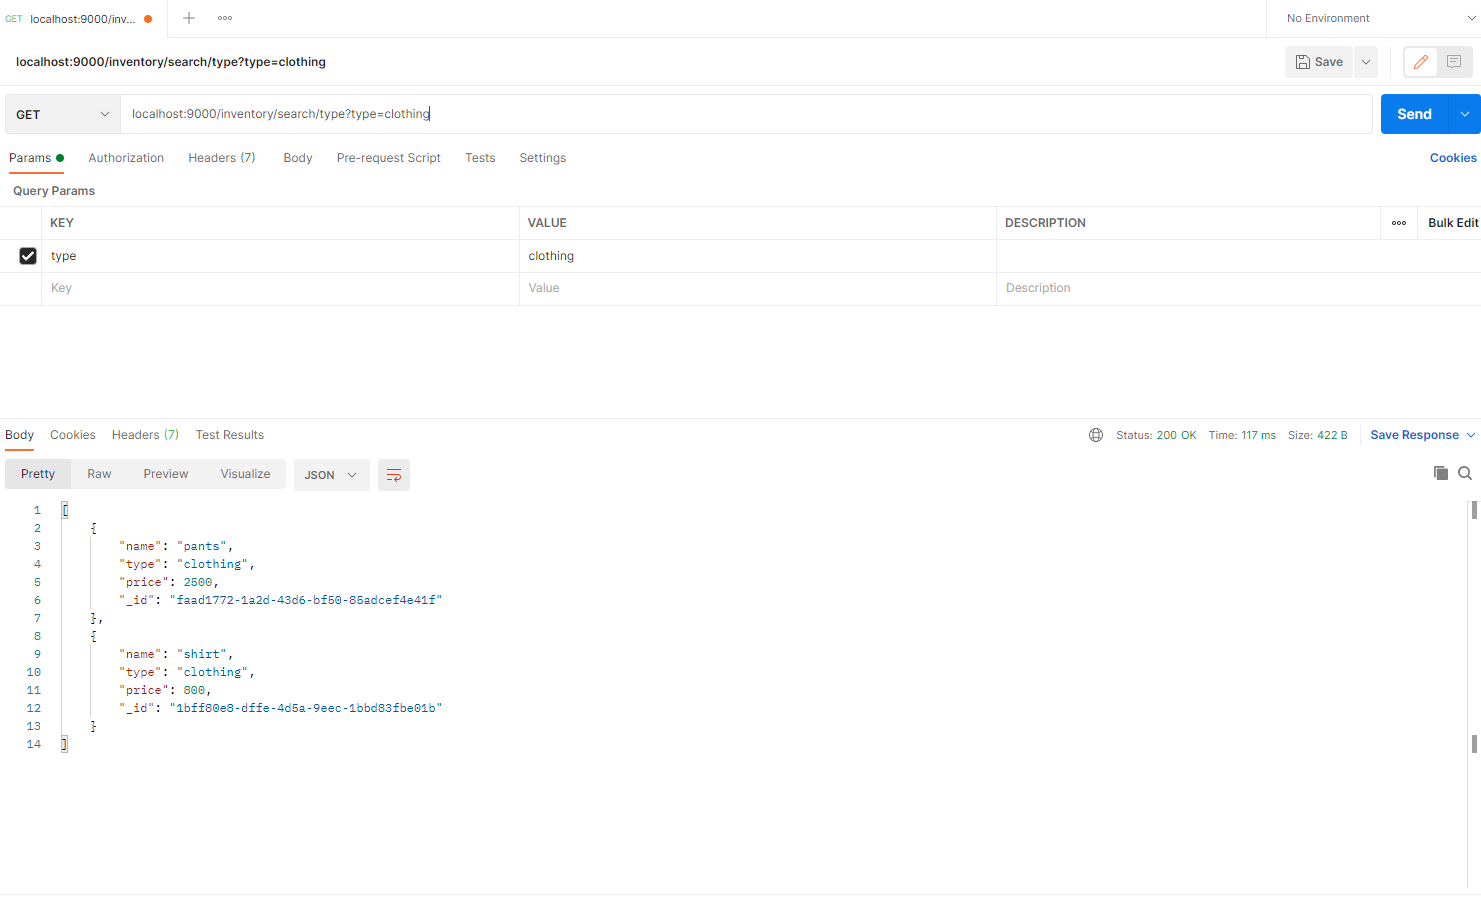 GET localhost:9000/inv... No Environment
localhost:9000/inventory/search/type?type=clothing Save
GET localhost:9000/inventory/search/type?type=clothing Send
Params Authorization Headers (7) Body Pre-request Script Tests Settings Cookies
Query Params
KEY VALUE DESCRIPTION Bulk Edit
type clothing
Key Value Description
Body Cookies Headers (7) Test Results Status: 200 OK Time: 117 ms Size: 422 B Save Response
Pretty Raw Preview Visualize JSON
1 [
2 {
3 "name": "pants",
4 "type": "clothing",
5 "price": 2500,
6 "_id": "faad1772-1a2d-43d6-bf50-85adcef4e41f"
7 },
8 {
9 "name": "shirt",
10 "type": "clothing",
11 "price": 800,
12 "_id": "1bff80e8-dffe-4d5a-9eec-1bbd83fbe01b"
13 }
14 ]